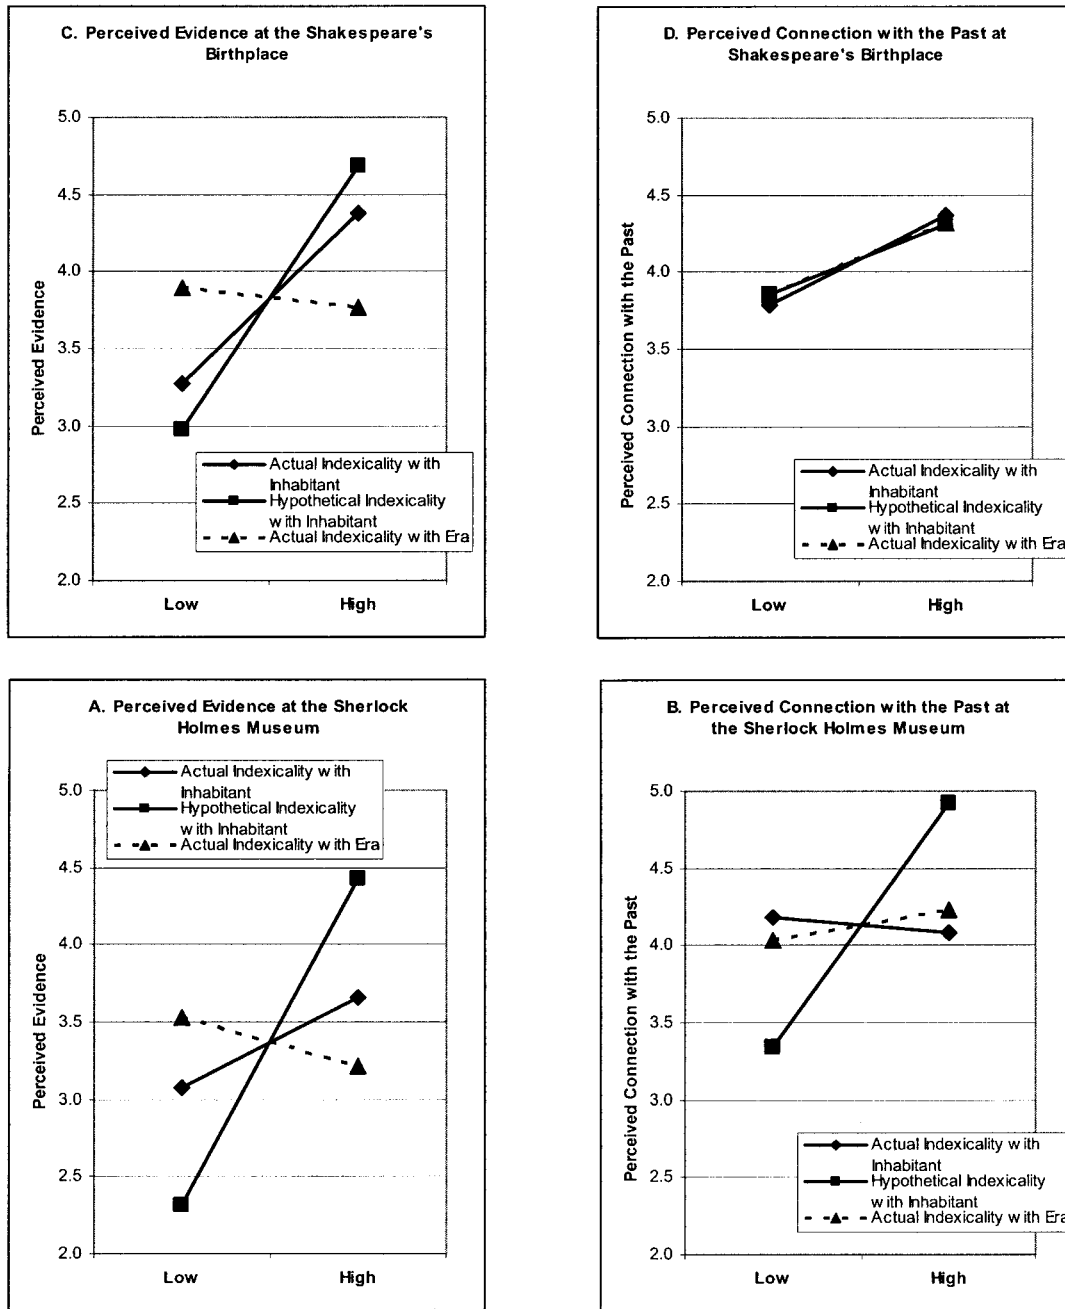 C. Perceived Evidence at the Shakespeare's
Birthplace
Perceived Evidence
5.0
4.5
4.0
3.5
3.0
2.5
2.0
Actual Indexicality with
Inhabitant
Hypothetical Indexicality
with Inhabitant
Actual Indexicality with Era
Low
High
D. Perceived Connection with the Past at
Shakespeare's Birthplace
Perceived Connection with the Past
5.0
4.5
4.0
3.5
3.0
2.5
2.0
Actual Indexicality with
Inhabitant
Hypothetical Indexicality
with Inhabitant
Actual Indexicality with Era
Low
High
A. Perceived Evidence at the Sherlock
Holmes Museum
Actual Indexicality with
Inhabitant
Hypothetical Indexicality
with Inhabitant
Actual Indexicality with Era
Perceived Evidence
5.0
4.5
4.0
3.5
3.0
2.5
2.0
Low
High
B. Perceived Connection with the Past at
the Sherlock Holmes Museum
Perceived Connection with the Past
5.0
4.5
4.0
3.5
3.0
2.5
2.0
Actual Indexicality with
Inhabitant
Hypothetical Indexicality
with Inhabitant
Actual Indexicality with Era
Low
High